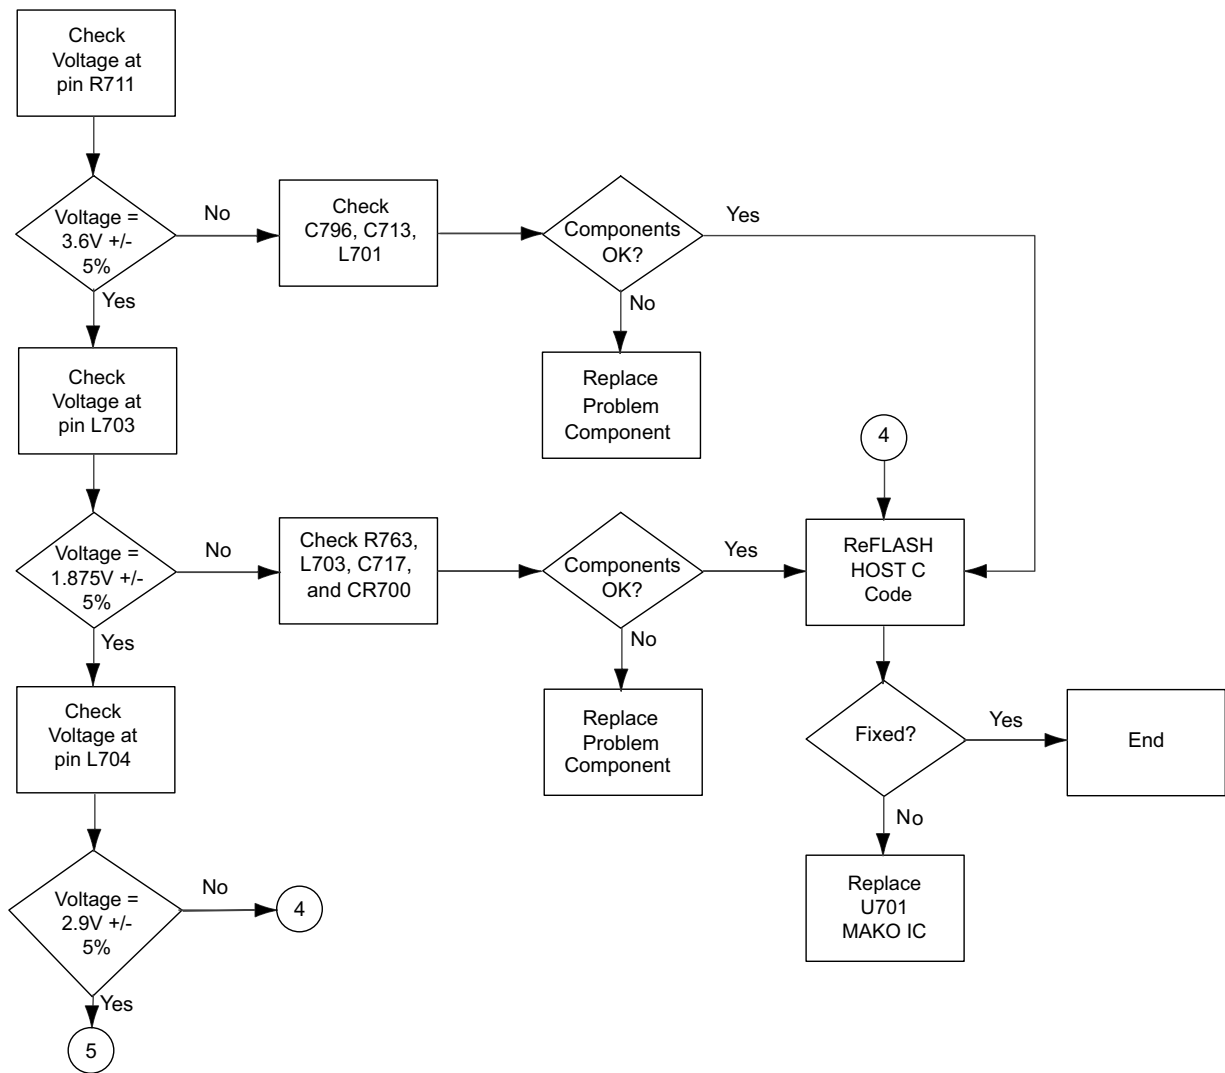 Check
Voltage at
pin R711
Voltage =
3.6V +/-
5%
No
Check
C796, C713,
L701
Components
OK?
Yes
No
Replace
Problem
Component
Yes
Check
Voltage at
pin L703
Voltage =
1.875V +/-
5%
No
Check R763,
L703, C717,
and CR700
Components
OK?
Yes
No
Replace
Problem
Component
4
ReFLASH
HOST C
Code
Fixed?
Yes
End
No
Replace
U701
MAKO IC
Yes
Check
Voltage at
pin L704
Voltage =
2.9V +/-
5%
No
4
Yes
5